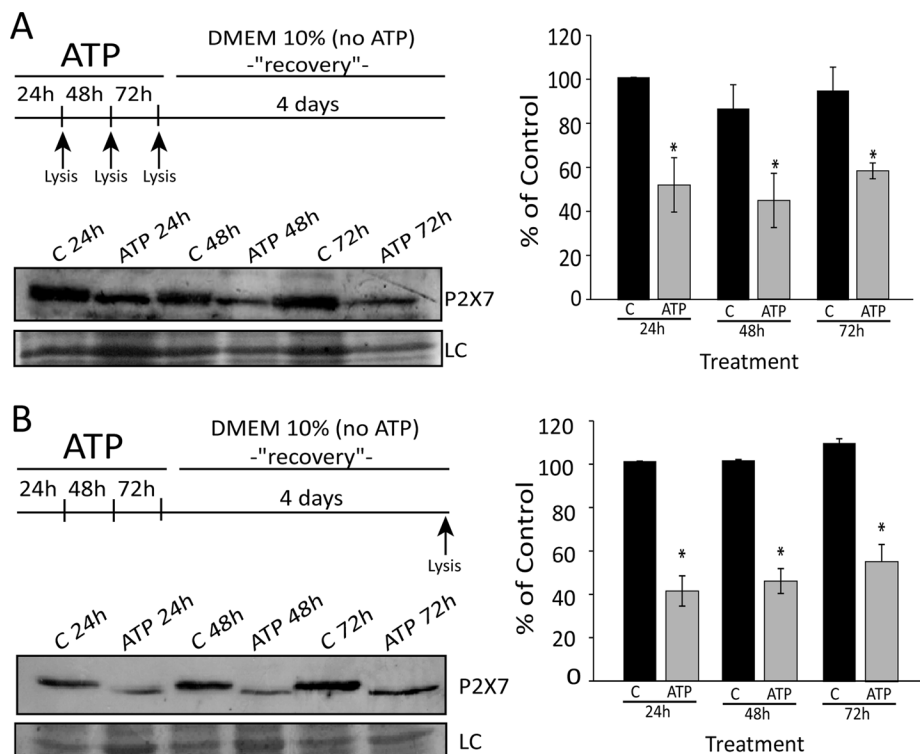 A
ATP
DMEM 10% (no ATP)
-"recovery"-
24h 48h 72h
4 days
Lysis Lysis Lysis
C 24h ATP 24h C 48h ATP 48h C 72h ATP 72h
P2X7
LC
% of Control
120
100
80
60
40
20
0
* * *
C ATP C ATP C ATP
24h 48h 72h
Treatment
B
ATP
DMEM 10% (no ATP)
-"recovery"-
24h 48h 72h
4 days
Lysis
C 24h ATP 24h C 48h ATP 48h C 72h ATP 72h
P2X7
LC
% of Control
120
100
80
60
40
20
0
* * *
C ATP C ATP C ATP
24h 48h 72h
Treatment